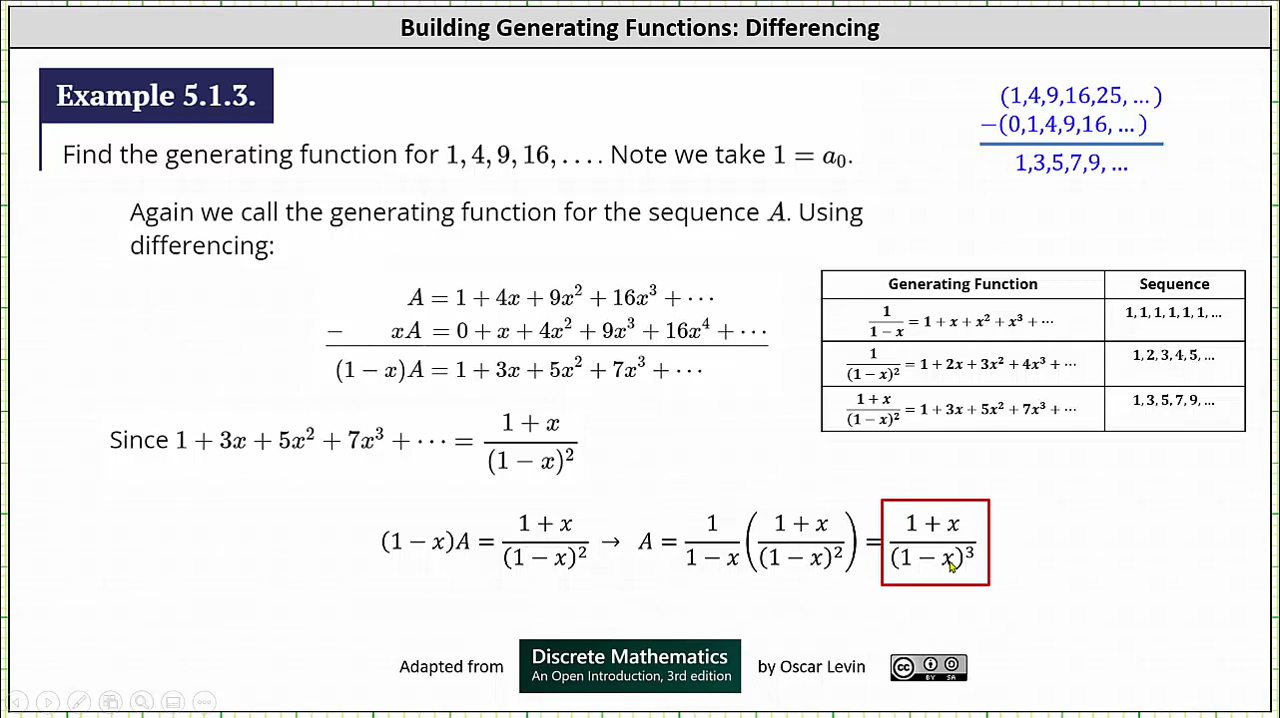 Building Generating Functions: Differencing
Example 5.1.3.
(1,4,9,16,25, … )
−(0,1,4,9,16, … )
1,3,5,7,9, …
Find the generating function for 1, 4, 9, 16, …. Note we take 1 = a₀.
Again we call the generating function for the sequence A. Using
differencing:
A = 1 + 4x + 9x² + 16x³ + ⋯
− xA = 0 + x + 4x² + 9x³ + 16x⁴ + ⋯
(1 − x)A = 1 + 3x + 5x² + 7x³ + ⋯
Generating Function Sequence
1/(1 − x) = 1 + x + x² + x³ + ⋯ 1, 1, 1, 1, 1, 1, …
1/(1 − x)² = 1 + 2x + 3x² + 4x³ + ⋯ 1, 2, 3, 4, 5, …
(1 + x)/(1 − x)² = 1 + 3x + 5x² + 7x³ + ⋯ 1, 3, 5, 7, 9, …
Since 1 + 3x + 5x² + 7x³ + ⋯ = (1 + x)/(1 − x)²
(1 − x)A = (1 + x)/(1 − x)² → A = 1/(1 − x) ((1 + x)/(1 − x)²) = (1 + x)/(1 − x)³
Adapted from
Discrete Mathematics
An Open Introduction, 3rd edition
by Oscar Levin
cc
BY SA